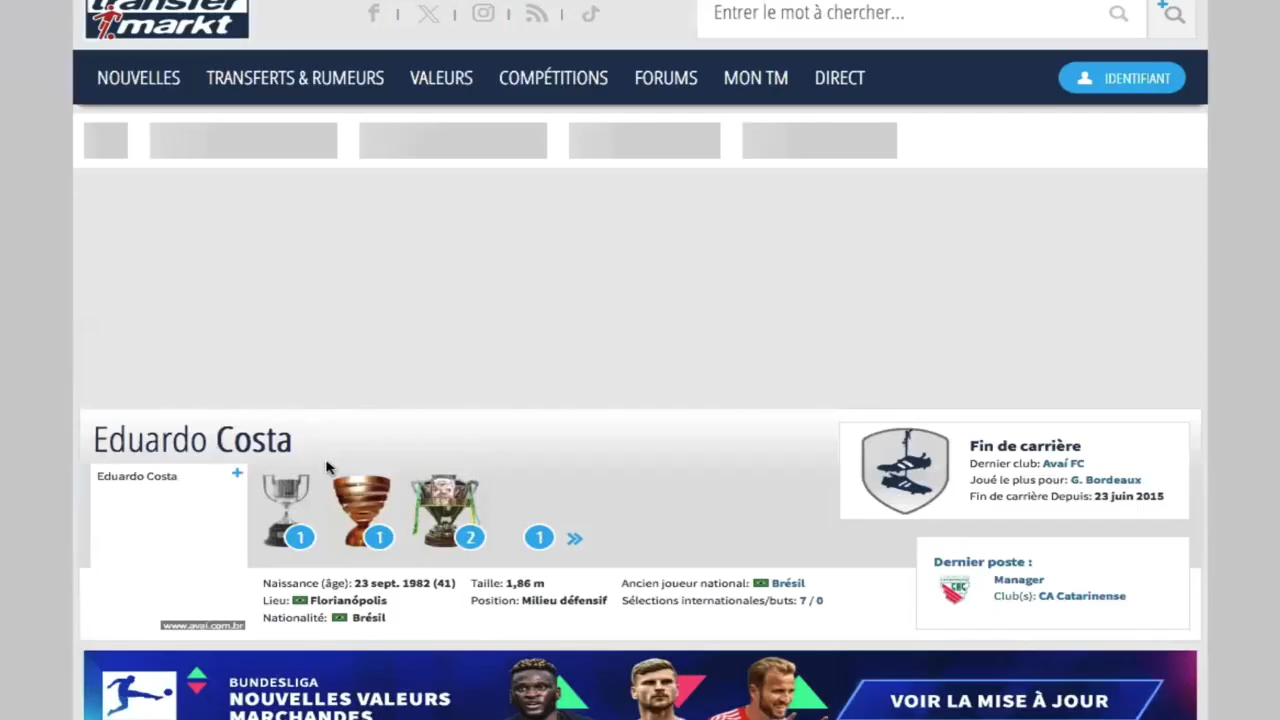 transfer
markt
Entrer le mot à chercher...
NOUVELLES TRANSFERTS & RUMEURS VALEURS COMPÉTITIONS FORUMS MON TM DIRECT IDENTIFIANT
Eduardo Costa
Eduardo Costa
1 1 2 1
Fin de carrière
Dernier club: Avaí FC
Joué le plus pour: G. Bordeaux
Fin de carrière Depuis: 23 juin 2015
Naissance (âge): 23 sept. 1982 (41) Taille: 1,86 m Ancien joueur national: Brésil
Lieu: Florianópolis Position: Milieu défensif Sélections internationales/buts: 7 / 0
Nationalité: Brésil
www.avai.com.br
Dernier poste :
Manager
Club(s): CA Catarinense
BUNDESLIGA
NOUVELLES VALEURS
MARCHANDES
VOIR LA MISE À JOUR